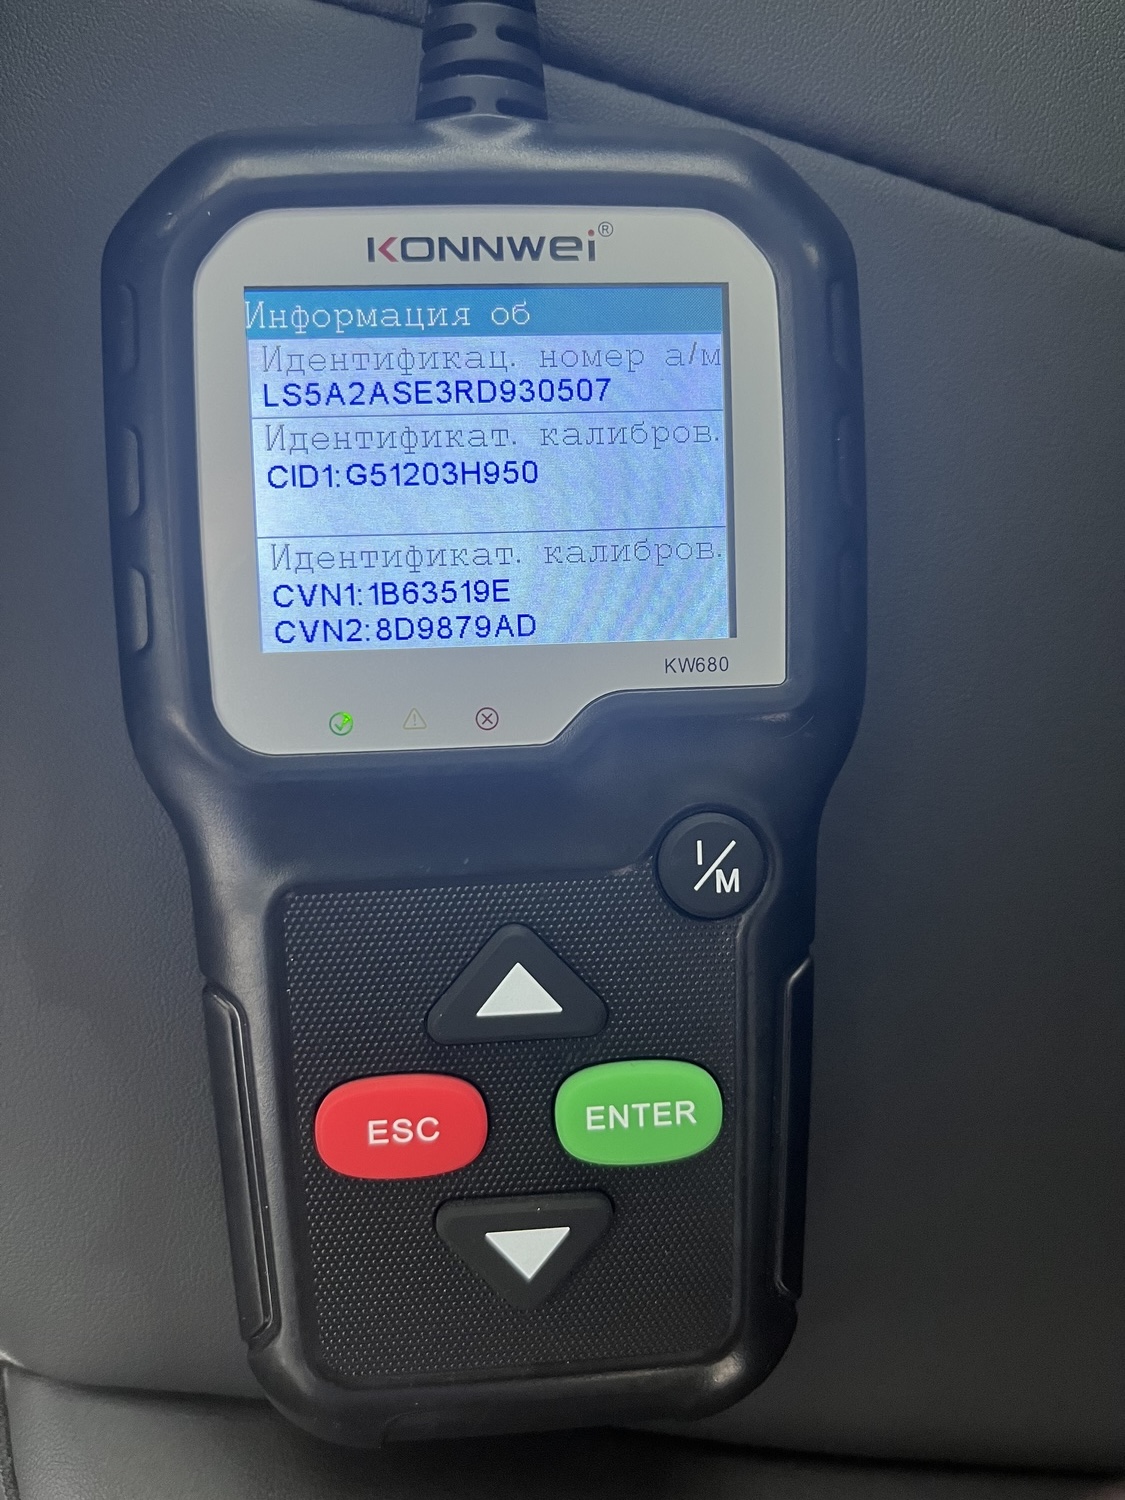 KONNWEI®
Информация об
Идентификац. номер а/м
LS5A2ASE3RD930507
Идентификат. калибров.
CID1:G51203H950
Идентификат. калибров.
CVN1:1B63519E
CVN2:8D9879AD
KW680
I/M
ESC
ENTER